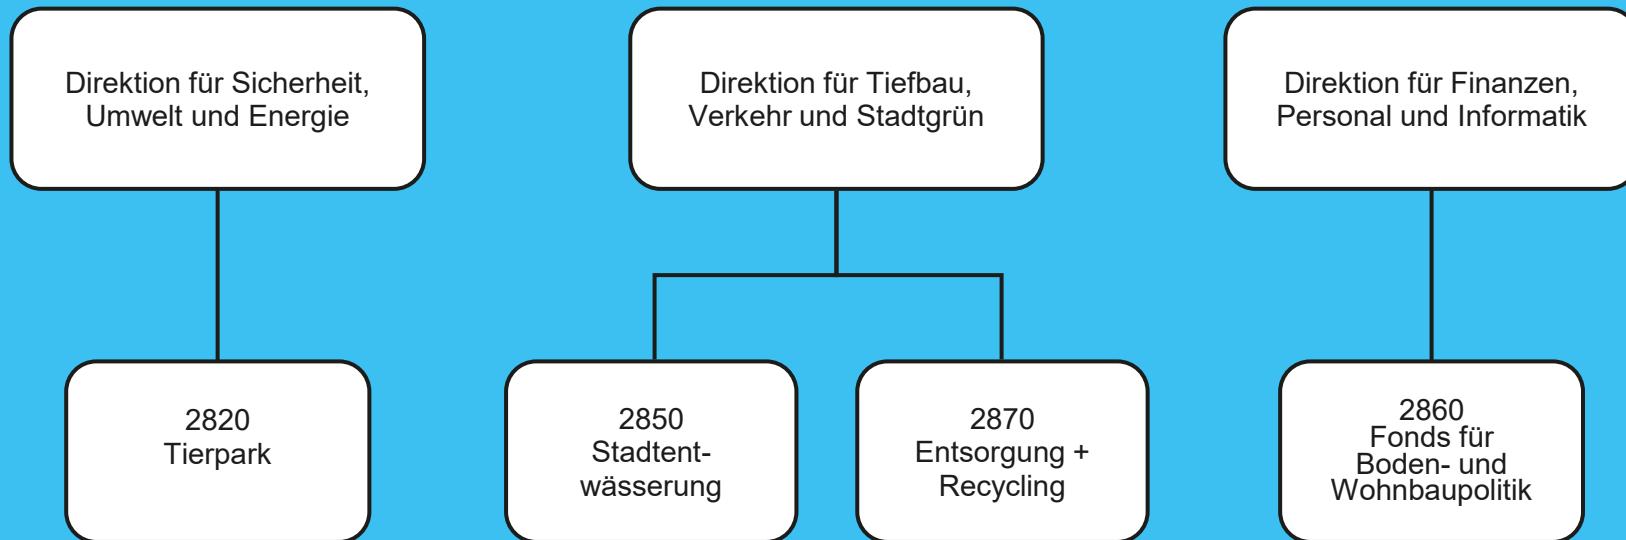 Direktion für Sicherheit,
Umwelt und Energie
Direktion für Tiefbau,
Verkehr und Stadtgrün
Direktion für Finanzen,
Personal und Informatik
2820
Tierpark
2850
Stadtent-
wässerung
2870
Entsorgung +
Recycling
2860
Fonds für
Boden- und
Wohnbaupolitik